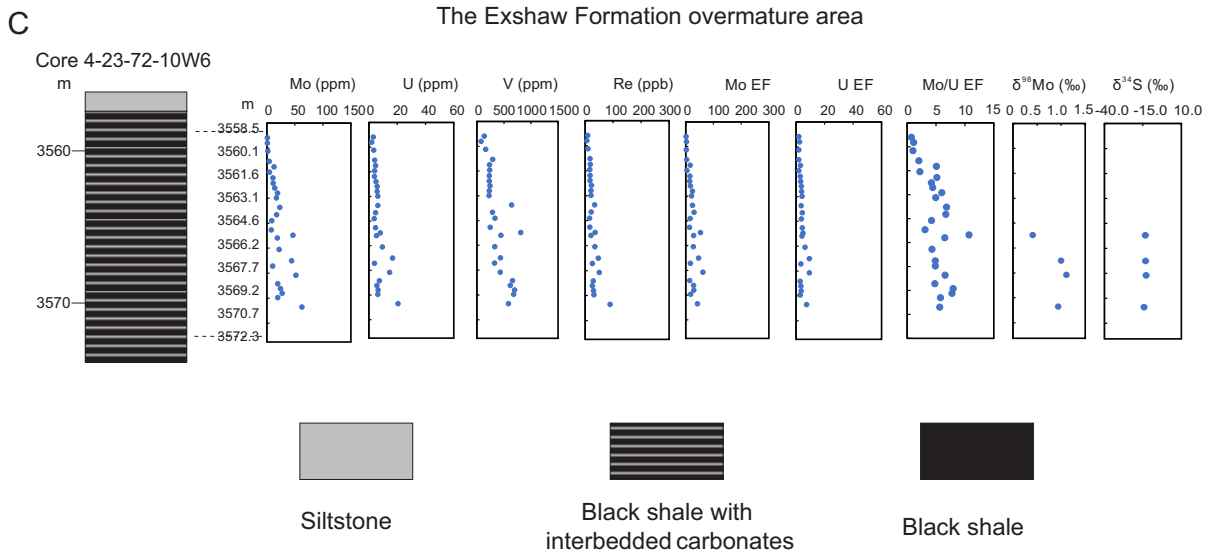 C
The Exshaw Formation overmature area
Core 4-23-72-10W6
m
3560
3570
m
3558.5
3560.1
3561.6
3563.1
3564.6
3566.2
3567.7
3569.2
3570.7
3572.3
Mo (ppm)
0 50 100 150
U (ppm)
0 20 40 60
V (ppm)
0 500 1000 1500
Re (ppb)
0 100 200 300
Mo EF
0 100 200 300
U EF
0 20 40 60
Mo/U EF
0 5 10 15
δ98Mo (‰)
0 0.5 1.0 1.5
δ34S (‰)
-40.0 -15.0 10.0
Siltstone
Black shale with
interbedded carbonates
Black shale